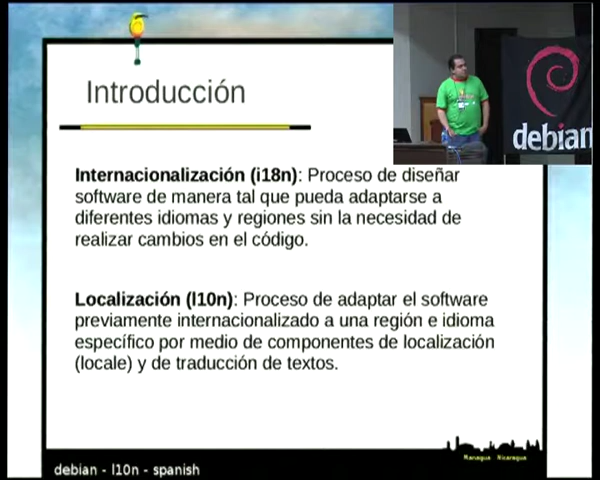 Introducción
debian
Internacionalización (i18n): Proceso de diseñar
software de manera tal que pueda adaptarse a
diferentes idiomas y regiones sin la necesidad de
realizar cambios en el código.
Localización (l10n): Proceso de adaptar el software
previamente internacionalizado a una región e idioma
específico por medio de componentes de localización
(locale) y de traducción de textos.
Managua Nicaragua
debian - l10n - spanish